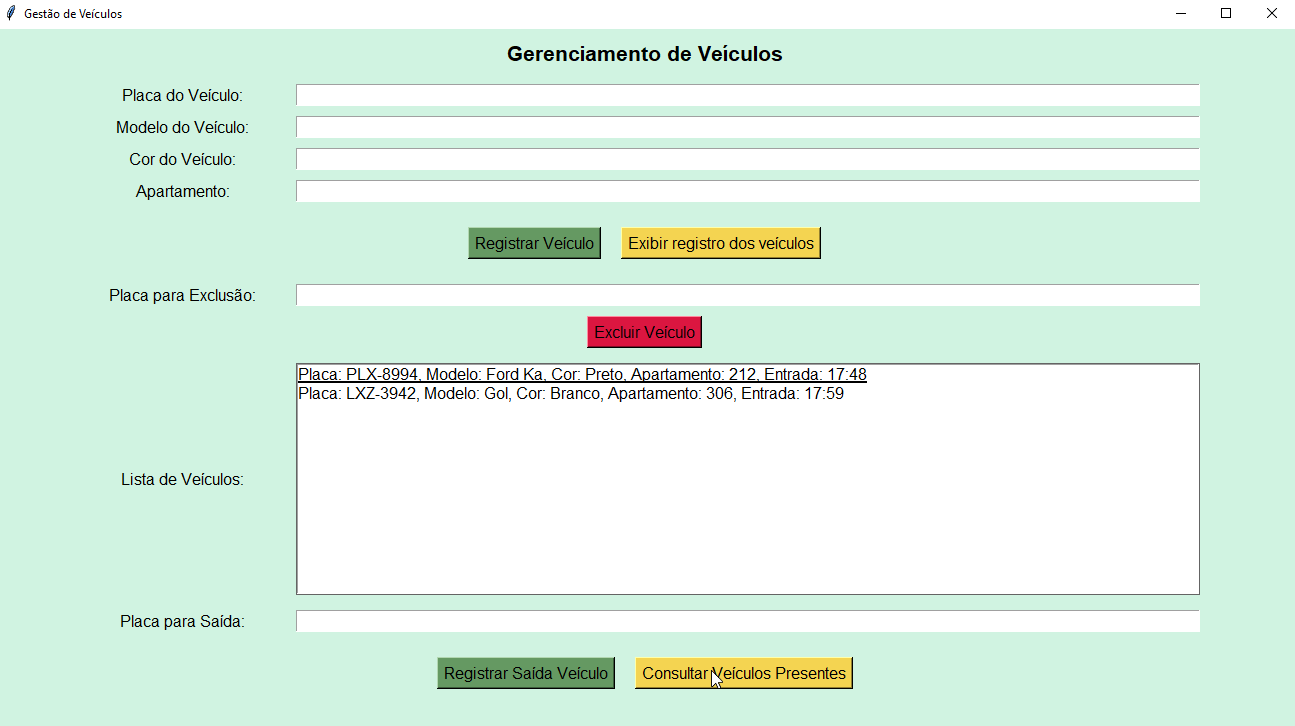 Gestão de Veículos
Gerenciamento de Veículos
Placa do Veículo:
Modelo do Veículo:
Cor do Veículo:
Apartamento:
Registrar Veículo Exibir registro dos veículos
Placa para Exclusão:
Excluir Veículo
Placa: PLX-8994, Modelo: Ford Ka, Cor: Preto, Apartamento: 212, Entrada: 17:48
Placa: LXZ-3942, Modelo: Gol, Cor: Branco, Apartamento: 306, Entrada: 17:59
Lista de Veículos:
Placa para Saída:
Registrar Saída Veículo Consultar Veículos Presentes